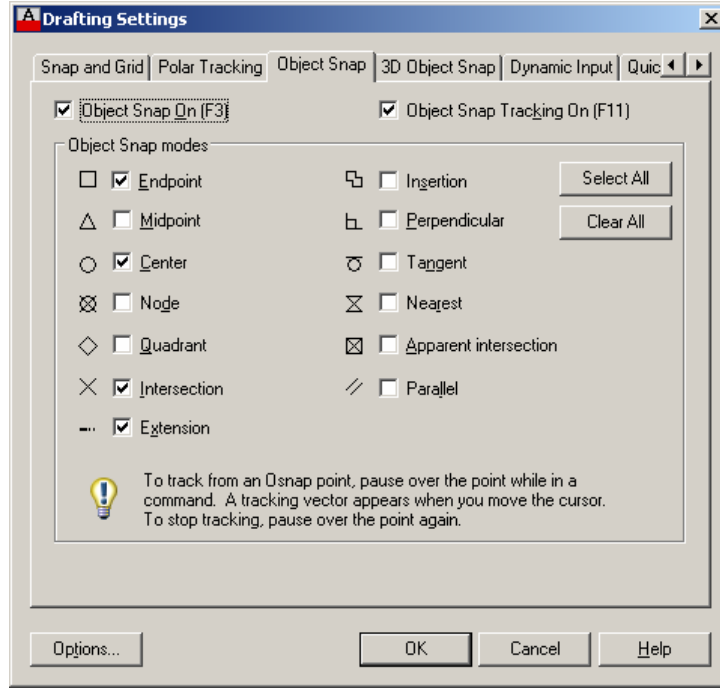 Drafting Settings
Snap and Grid Polar Tracking Object Snap 3D Object Snap Dynamic Input Quic
Object Snap On (F3) Object Snap Tracking On (F11)
Object Snap modes
Endpoint Insertion Select All
Midpoint Perpendicular Clear All
Center Tangent
Node Nearest
Quadrant Apparent intersection
Intersection Parallel
Extension
To track from an Osnap point, pause over the point while in a
command. A tracking vector appears when you move the cursor.
To stop tracking, pause over the point again.
Options... OK Cancel Help